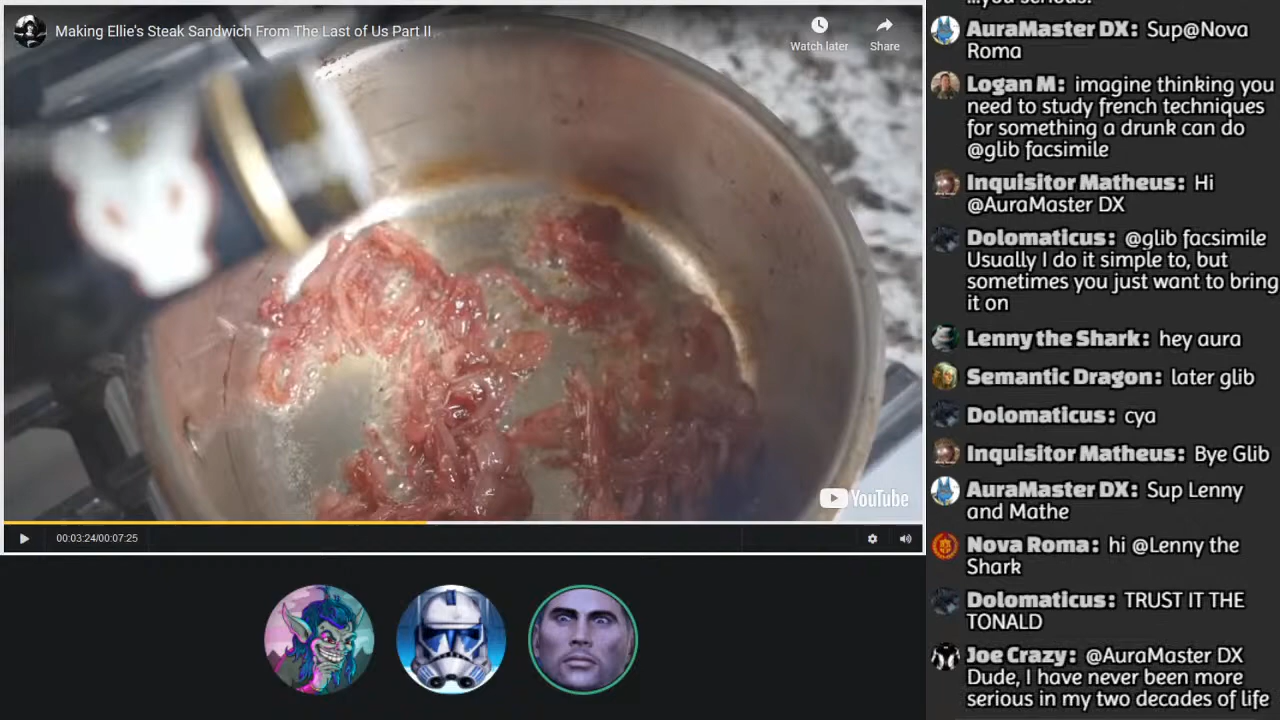 Making Ellie's Steak Sandwich From The Last of Us Part II
Watch later
Share
YouTube
00:03:24/00:07:25
...you serious?
AuraMaster DX: Sup@Nova
Roma
Logan M: imagine thinking you
need to study french techniques
for something a drunk can do
@glib facsimile
Inquisitor Matheus: Hi
@AuraMaster DX
Dolomaticus: @glib facsimile
Usually I do it simple to, but
sometimes you just want to bring
it on
Lenny the Shark: hey aura
Semantic Dragon: later glib
Dolomaticus: cya
Inquisitor Matheus: Bye Glib
AuraMaster DX: Sup Lenny
and Mathe
Nova Roma: hi @Lenny the
Shark
Dolomaticus: TRUST IT THE
TONALD
Joe Crazy: @AuraMaster DX
Dude, I have never been more
serious in my two decades of life